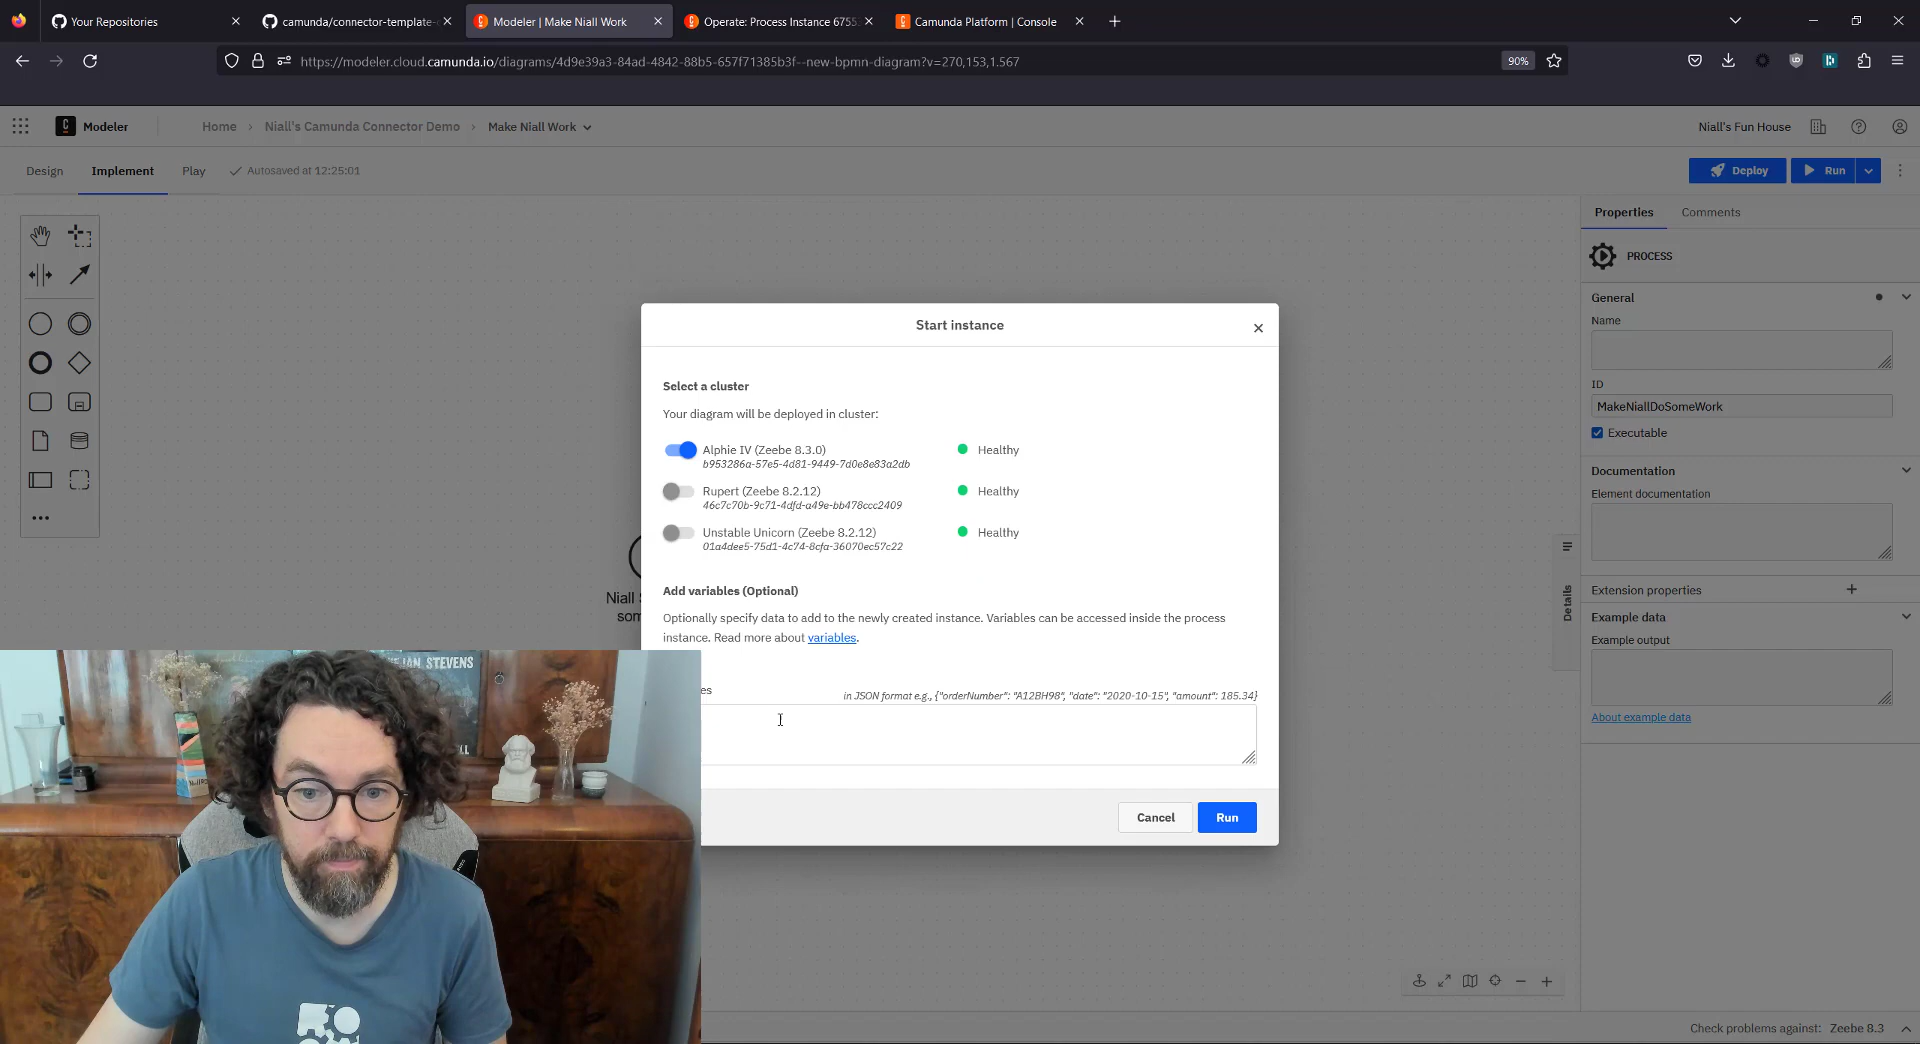 Your Repositories
camunda/connector-template-
Modeler | Make Niall Work
Operate: Process Instance 6755
Camunda Platform | Console
https://modeler.cloud.camunda.io/diagrams/4d9e39a3-84ad-4842-88b5-657f71385b3f--new-bpmn-diagram?v=270,153,1.567
90%
Modeler
Home
Niall's Camunda Connector Demo
Make Niall Work
Niall's Fun House
Design
Implement
Play
Autosaved at 12:25:01
Deploy
Run
Properties
Comments
PROCESS
General
Name
ID
MakeNiallDoSomeWork
Executable
Documentation
Element documentation
Extension properties
Example data
Example output
About example data
Details
Start instance
Select a cluster
Your diagram will be deployed in cluster:
Alphie IV (Zeebe 8.3.0)
b953286a-57e5-4d81-9449-7d0e8e83a2db
Healthy
Rupert (Zeebe 8.2.12)
46c7c70b-9c71-4dfd-a49e-bb478ccc2409
Healthy
Unstable Unicorn (Zeebe 8.2.12)
01a4dee5-75d1-4c74-8cfa-36070ec57c22
Healthy
Add variables (Optional)
Optionally specify data to add to the newly created instance. Variables can be accessed inside the process
instance. Read more about variables.
in JSON format e.g., {"orderNumber": "A12BH98", "date": "2020-10-15", "amount": 185.34}
Cancel
Run
Niall
som
STEVENS
Check problems against: Zeebe 8.3